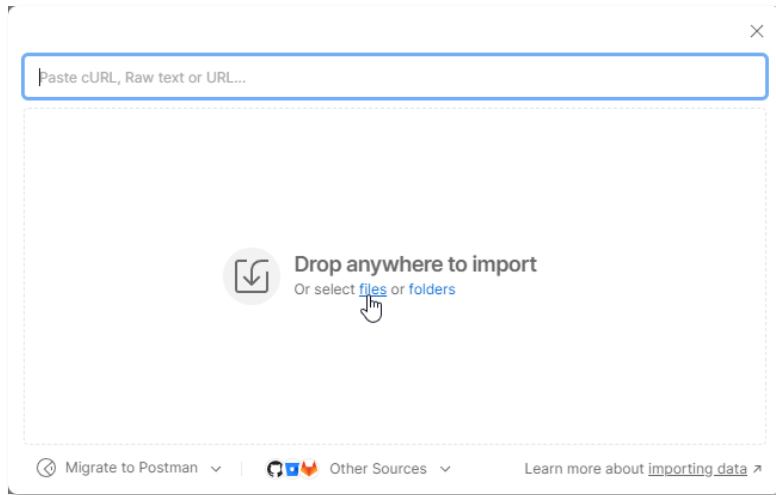 Paste cURL, Raw text or URL...
Drop anywhere to import
Or select files or folders
Migrate to Postman
Other Sources
Learn more about importing data